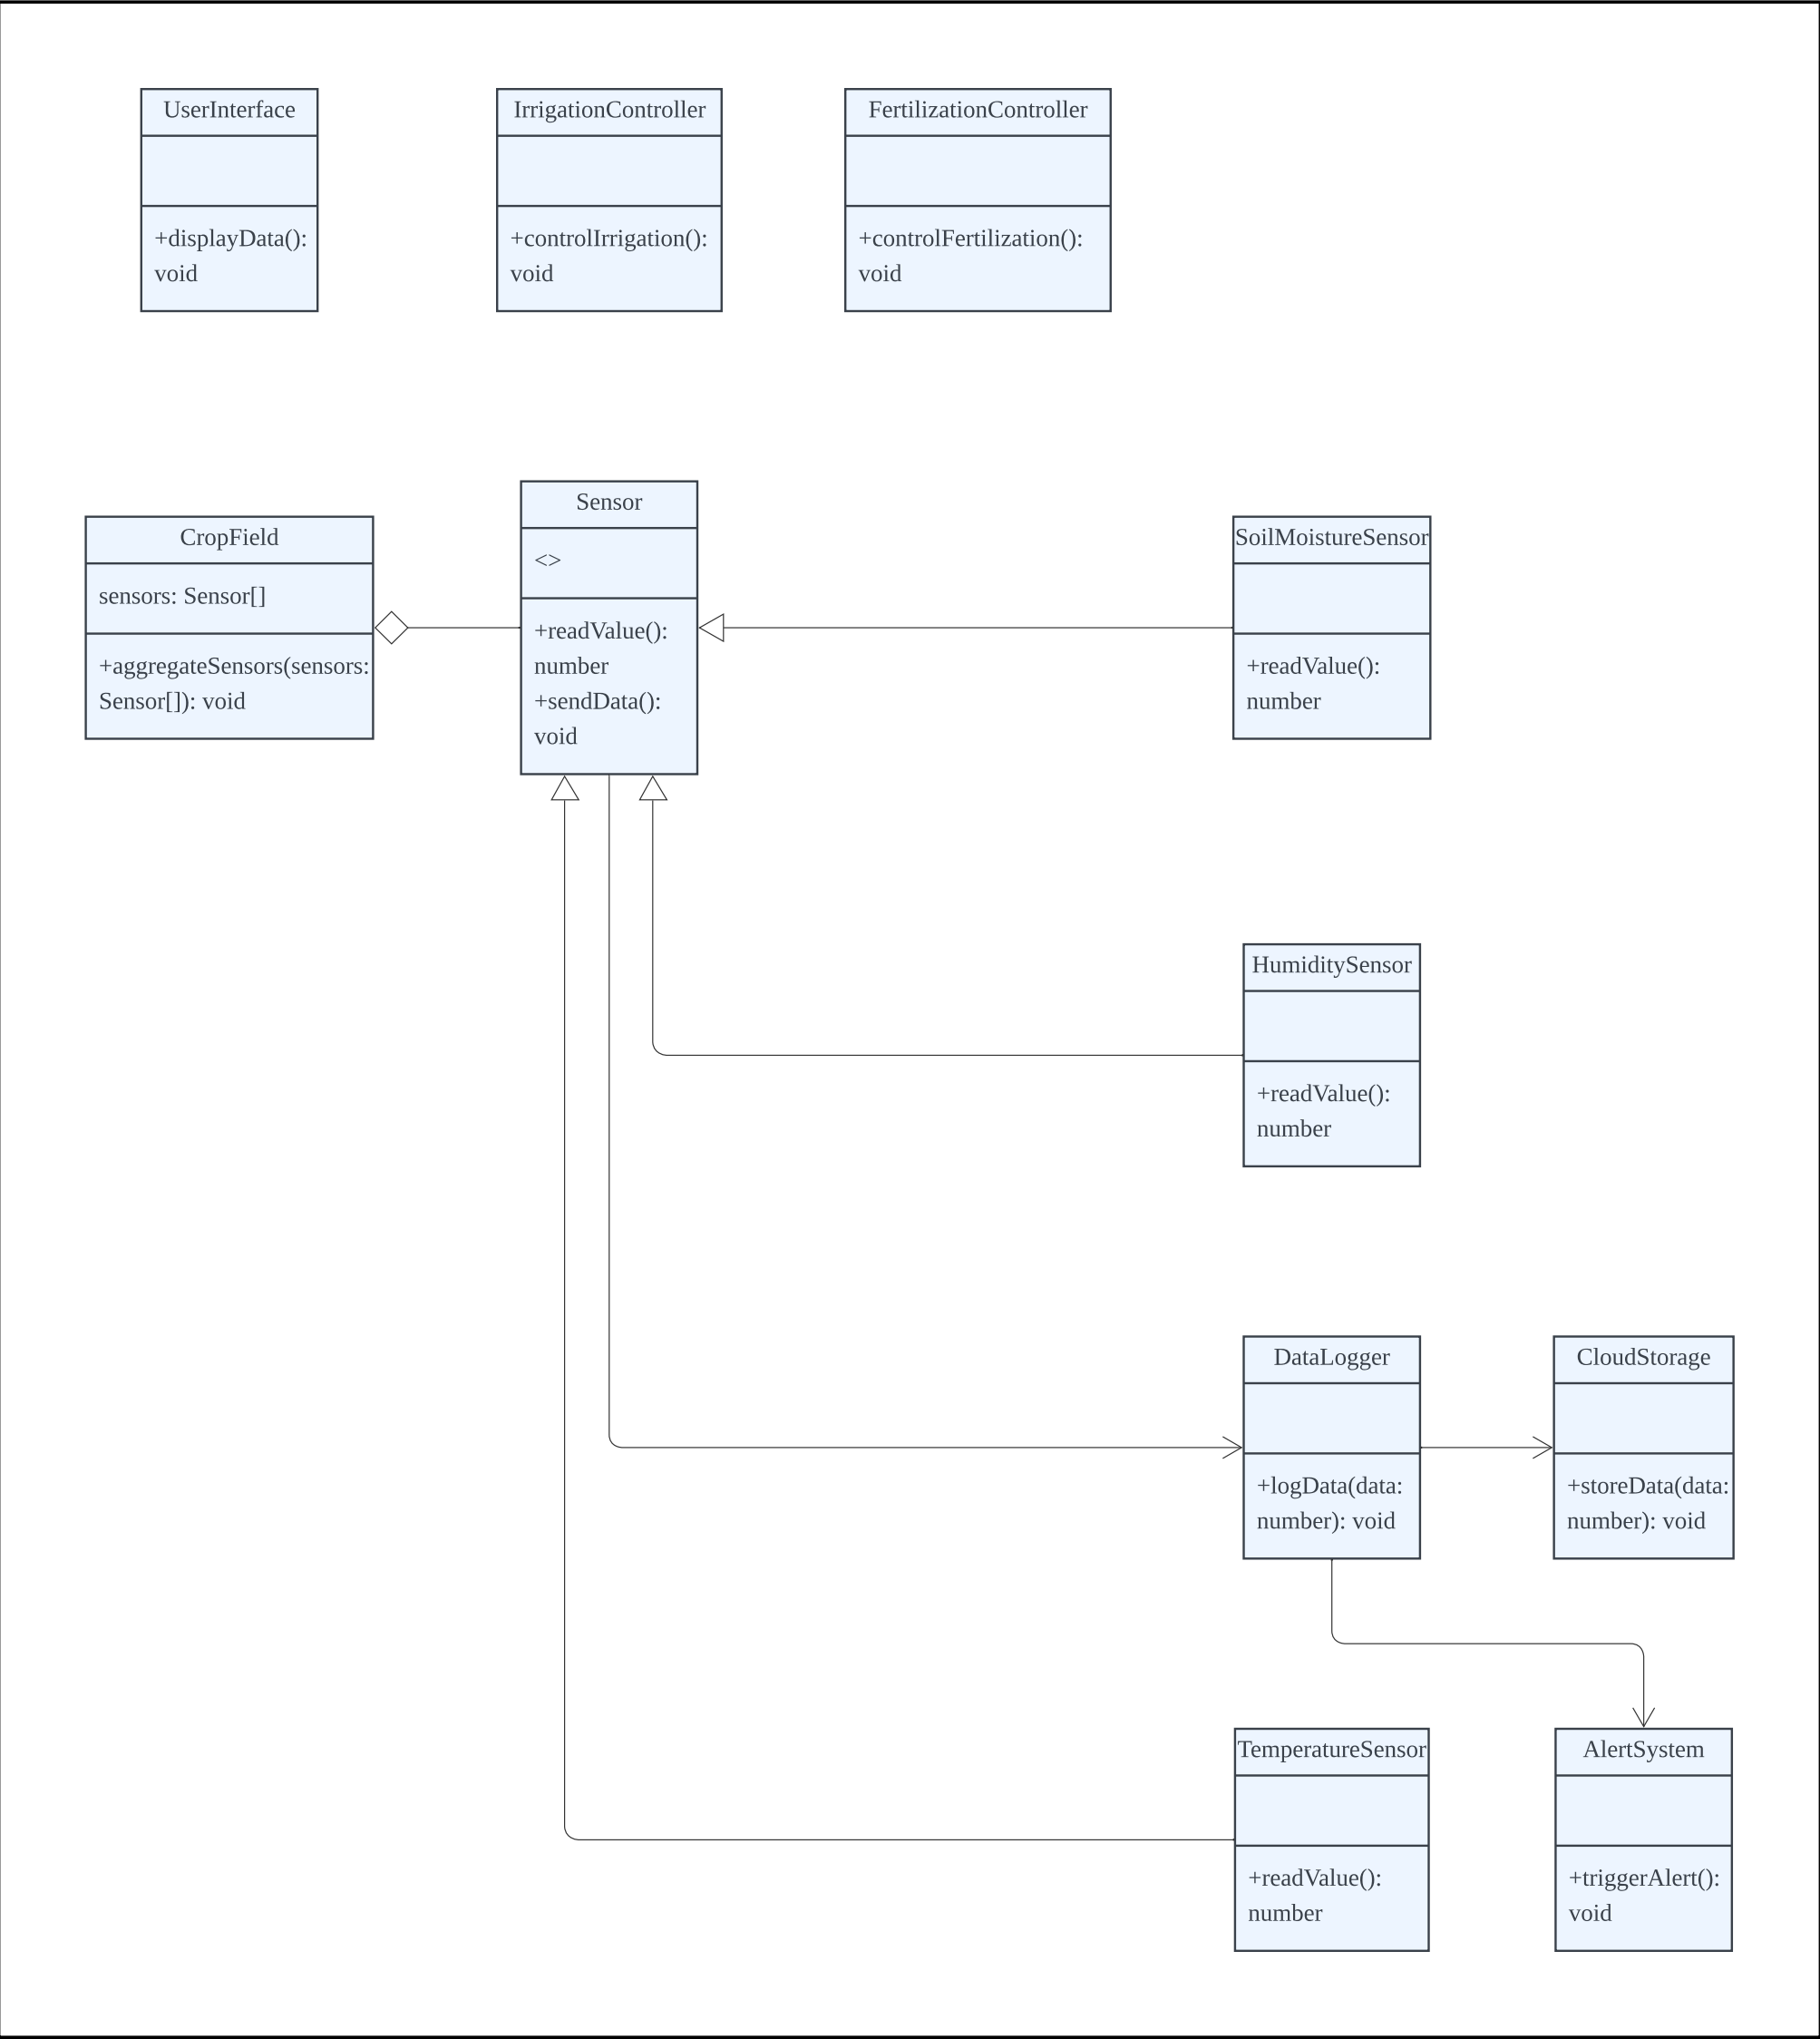 UserInterface
+displayData():
void
IrrigationController
+controlIrrigation():
void
FertilizationController
+controlFertilization():
void
CropField
sensors: Sensor[]
+aggregateSensors(sensors:
Sensor[]): void
Sensor
<>
+readValue():
number
+sendData():
void
SoilMoistureSensor
+readValue():
number
HumiditySensor
+readValue():
number
DataLogger
+logData(data:
number): void
CloudStorage
+storeData(data:
number): void
TemperatureSensor
+readValue():
number
AlertSystem
+triggerAlert():
void